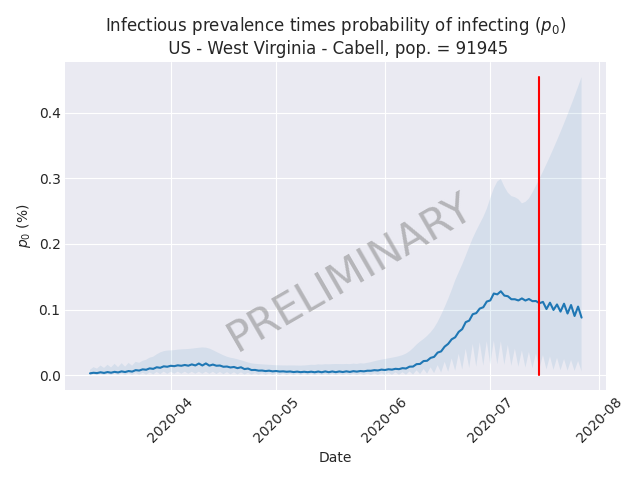 Infectious prevalence times probability of infecting (p₀)
US - West Virginia - Cabell, pop. = 91945
0.4
0.3
0.2
0.1
0.0
p₀ (%)
PRELIMINARY
2020-04
2020-05
2020-06
2020-07
2020-08
Date